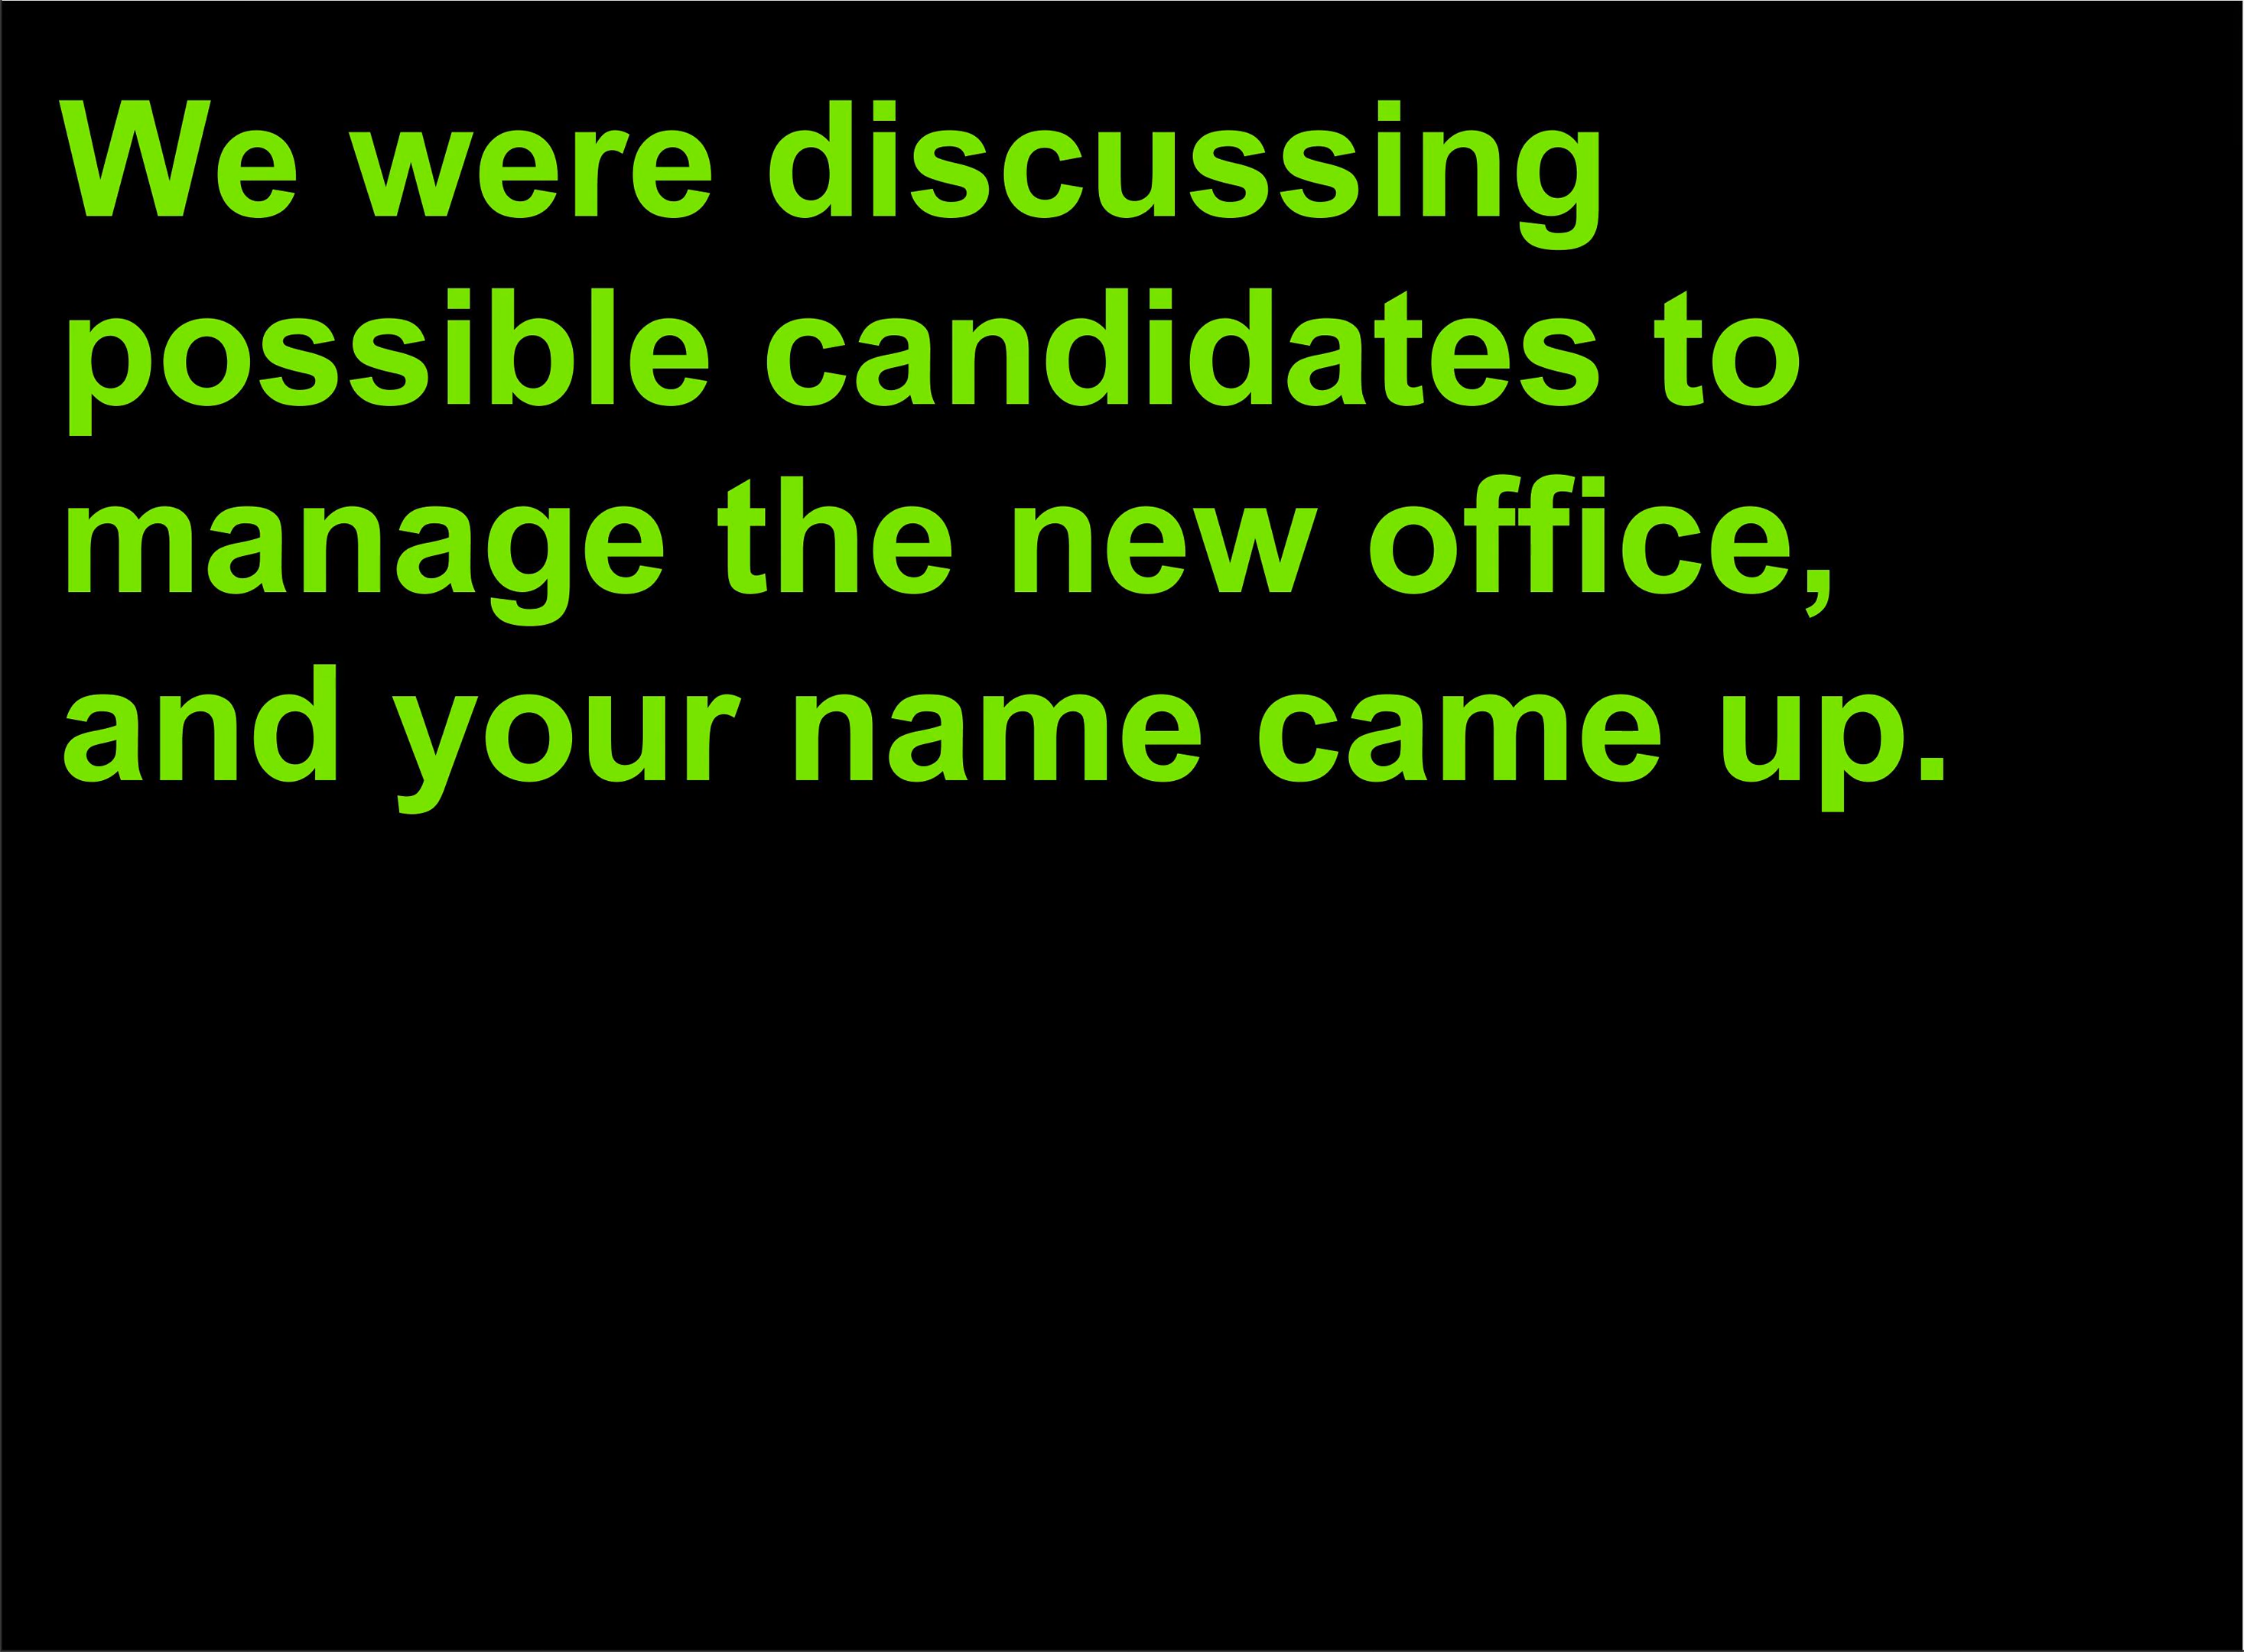 We were discussing
possible candidates to
manage the new office,
and your name came up.